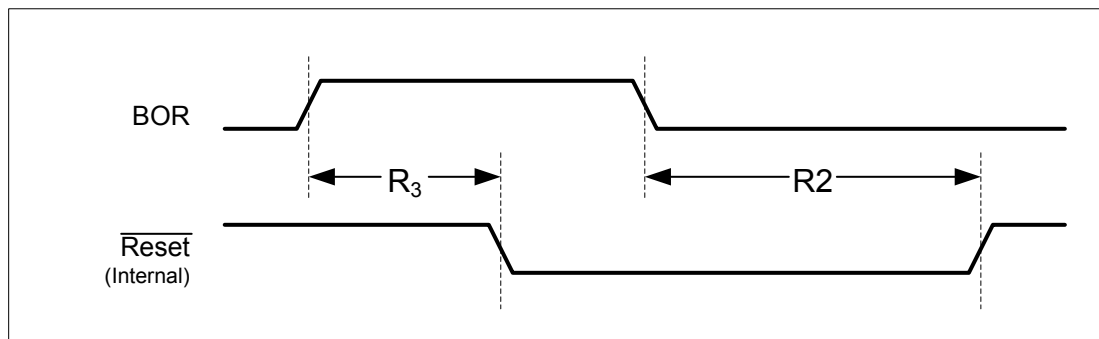 BOR
R₃
R2
Reset
(Internal)